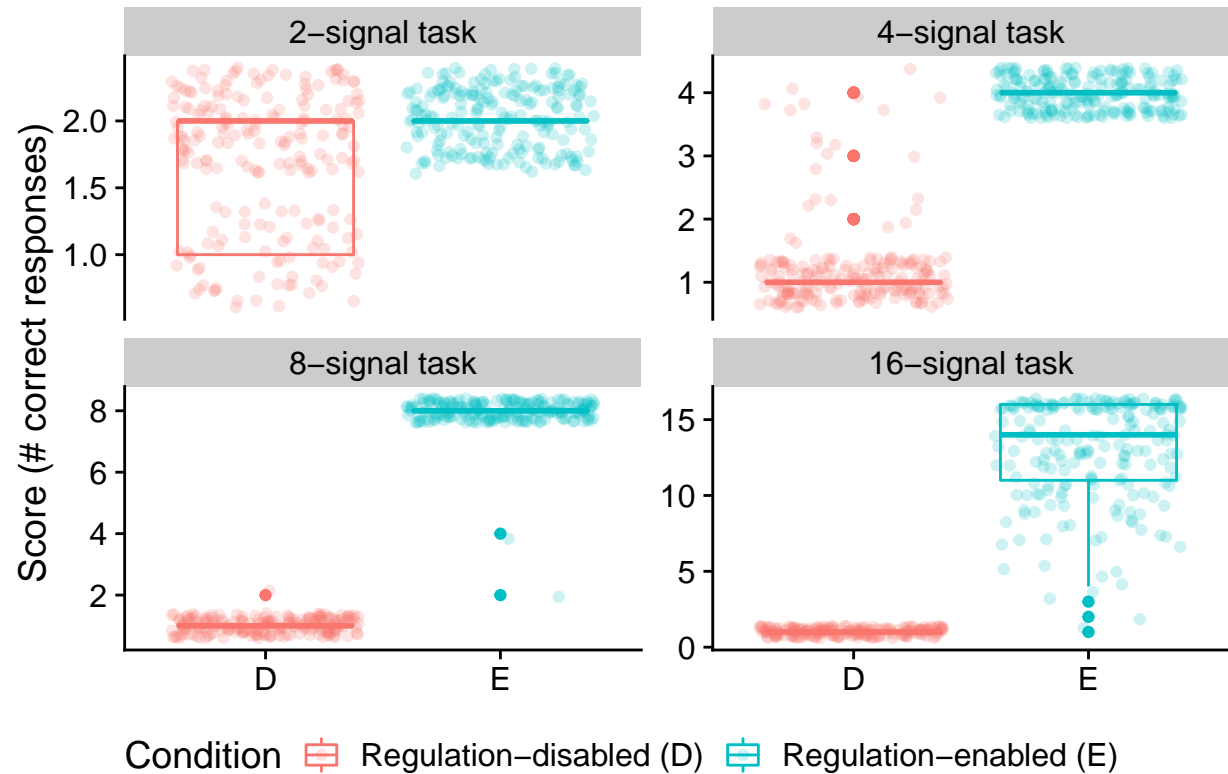 2−signal task
4−signal task
Score (# correct responses)
2.0
1.5
1.0
4
3
2
1
8−signal task
16−signal task
8
6
4
2
15
10
5
0
D
E
D
E
Condition
Regulation−disabled (D)
Regulation−enabled (E)